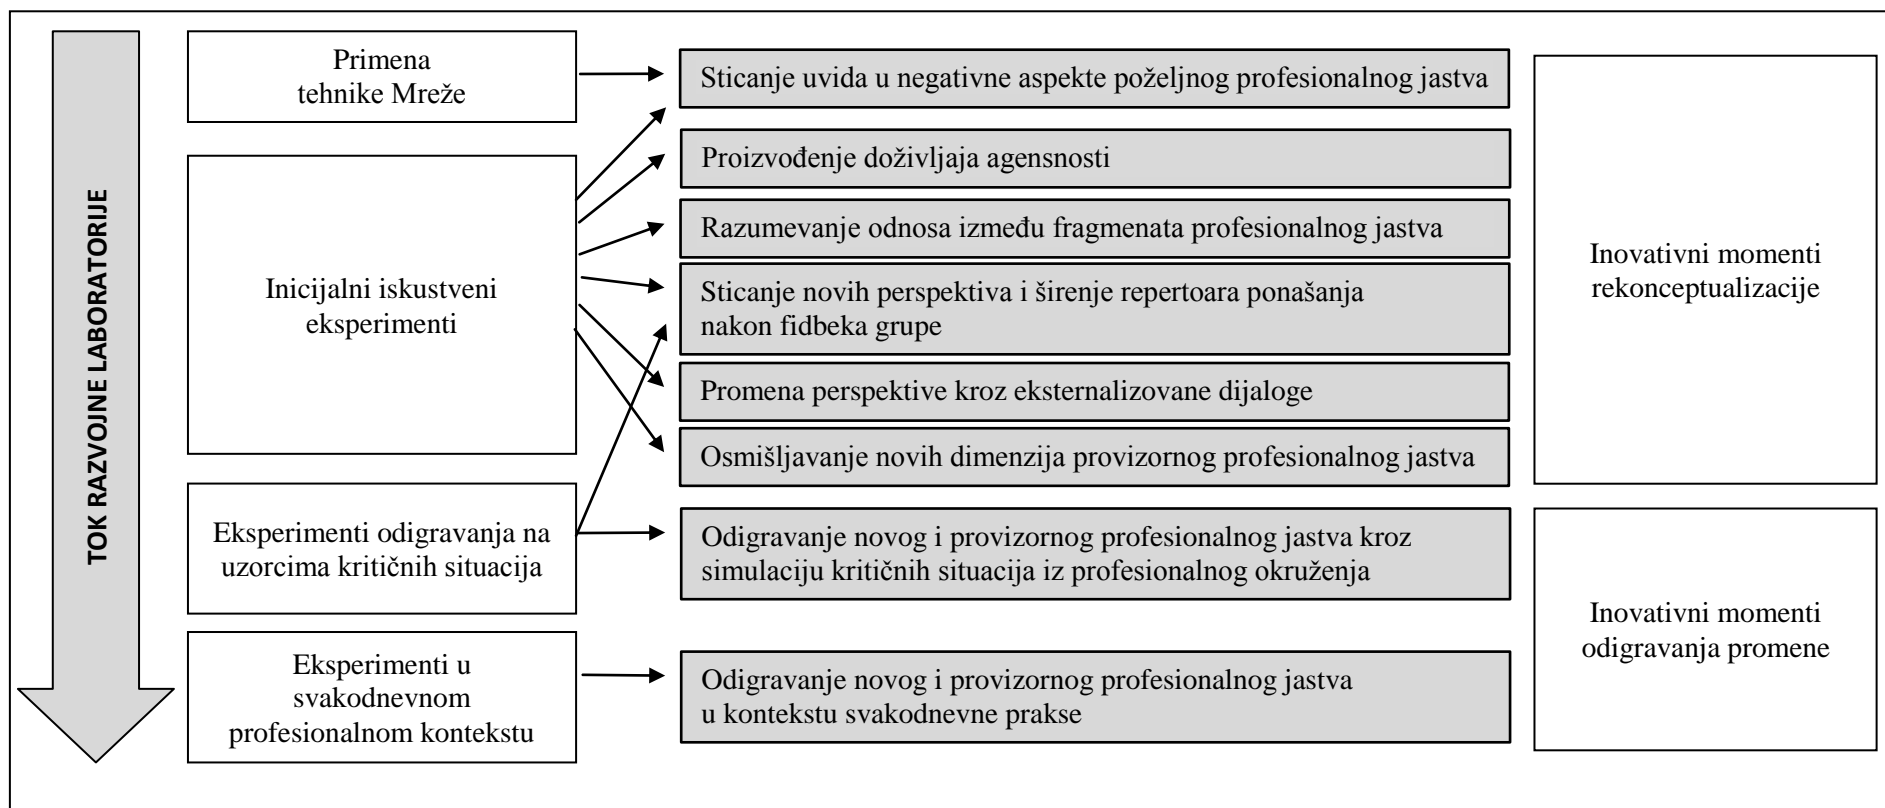 TOK RAZVOJNE LABORATORIJE
Primena
tehnike Mreže
Inicijalni iskustveni
eksperimenti
Eksperimenti odigravanja na
uzorcima kritičnih situacija
Eksperimenti u
svakodnevnom
profesionalnom kontekstu
Sticanje uvida u negativne aspekte poželjnog profesionalnog jastva
Proizvođenje doživljaja agensnosti
Razumevanje odnosa između fragmenata profesionalnog jastva
Sticanje novih perspektiva i širenje repertoara ponašanja
nakon fidbeka grupe
Promena perspektive kroz eksternalizovane dijaloge
Osmišljavanje novih dimenzija provizornog profesionalnog jastva
Odigravanje novog i provizornog profesionalnog jastva kroz
simulaciju kritičnih situacija iz profesionalnog okruženja
Odigravanje novog i provizornog profesionalnog jastva
u kontekstu svakodnevne prakse
Inovativni momenti
rekonceptualizacije
Inovativni momenti
odigravanja promene